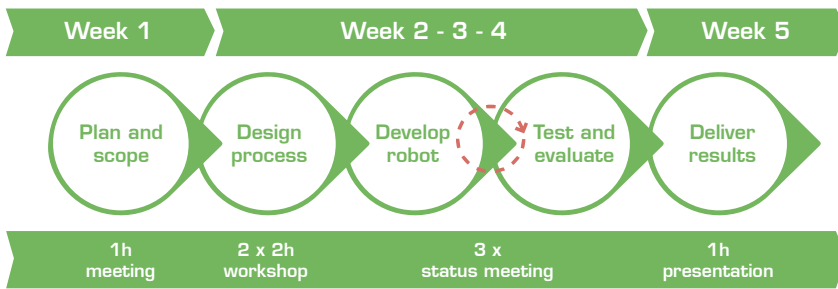 Week 1
Week 2 - 3 - 4
Week 5
Plan and
scope
Design
process
Develop
robot
Test and
evaluate
Deliver
results
1h
meeting
2 x 2h
workshop
3 x
status meeting
1h
presentation